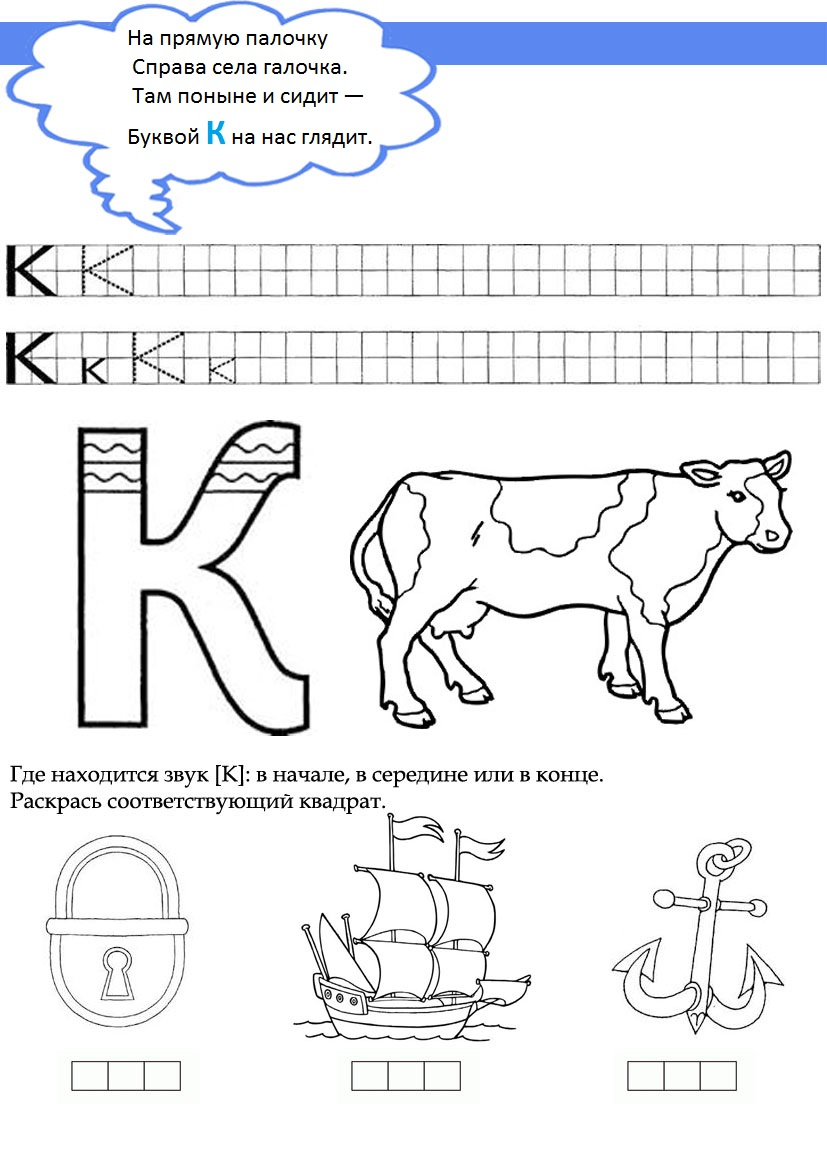 На прямую палочку
Справа села галочка.
Там поныне и сидит —
Буквой К на нас глядит.
К К
К к К к
К
Где находится звук [К]: в начале, в середине или в конце.
Раскрась соответствующий квадрат.